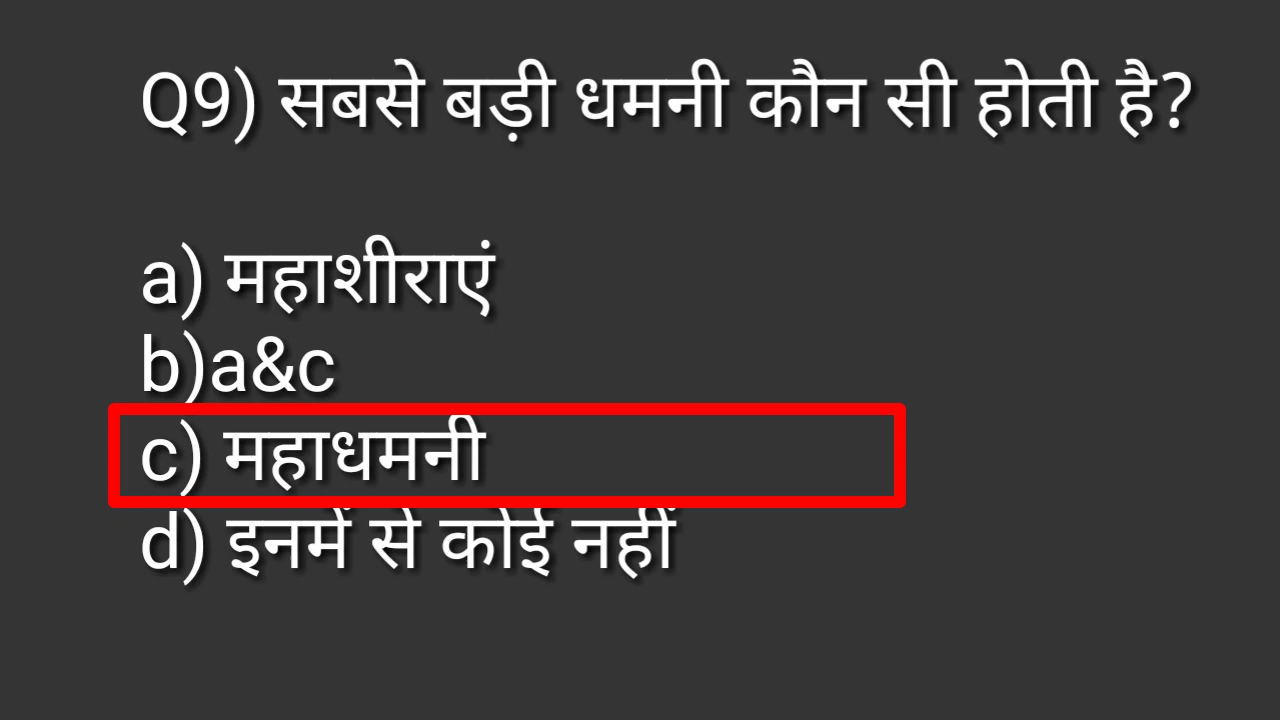 Q9) सबसे बड़ी धमनी कौन सी होती है?
a) महाशीराएं
b)a&c
c) महाधमनी
d) इनमें से कोई नहीं